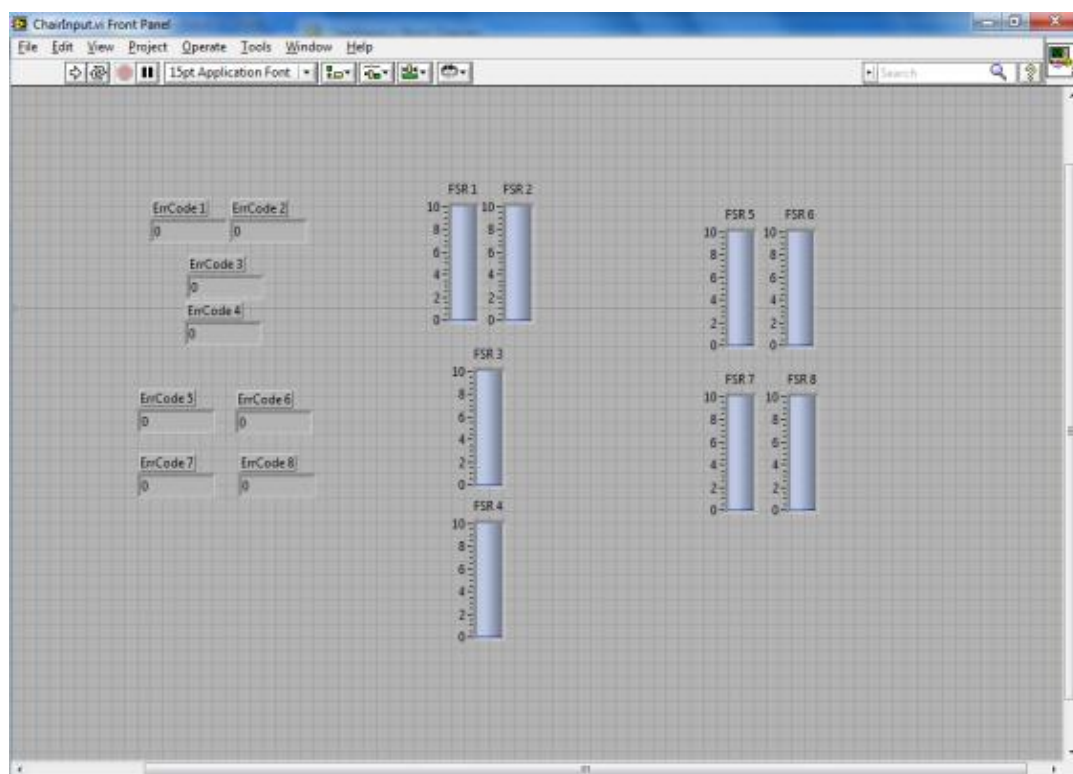 ChairInput.vi Front Panel
File Edit View Project Operate Tools Window Help
15pt Application Font
Search
FSR 1 FSR 2
ErrCode 1 ErrCode 2
0 0
10 10
8 8
6 6
4 4
2 2
0 0
ErrCode 3
0
ErrCode 4
0
FSR 5 FSR 6
10 10
8 8
6 6
4 4
2 2
0 0
FSR 3
10
8
6
4
2
0
ErrCode 5 ErrCode 6
0 0
ErrCode 7 ErrCode 8
0 0
FSR 7 FSR 8
10 10
8 8
6 6
4 4
2 2
0 0
FSR 4
10
8
6
4
2
0